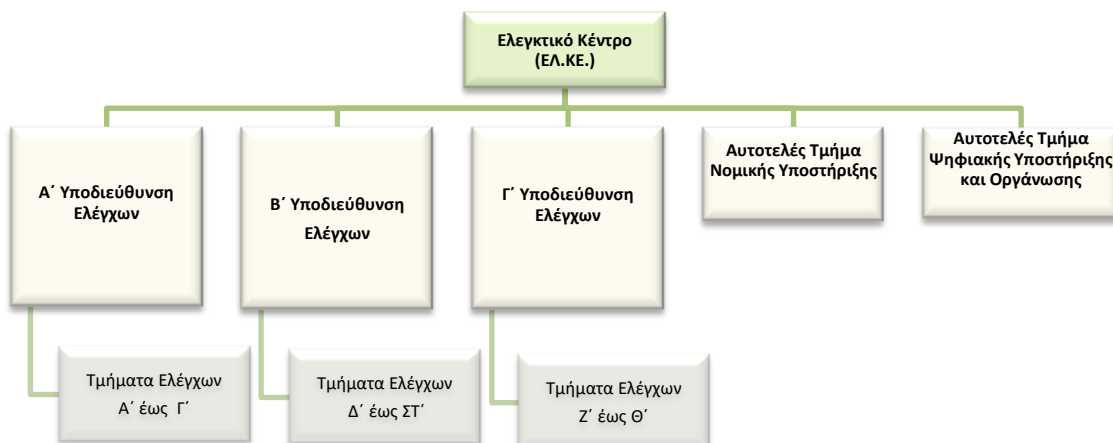 Ελεγκτικό Κέντρο
(ΕΛ.ΚΕ.)
Α΄ Υποδιεύθυνση
Ελέγχων
Β΄ Υποδιεύθυνση
Ελέγχων
Γ΄ Υποδιεύθυνση
Ελέγχων
Αυτοτελές Τμήμα
Νομικής Υποστήριξης
Αυτοτελές Τμήμα
Ψηφιακής Υποστήριξης
και Οργάνωσης
Τμήματα Ελέγχων
Α΄ έως Γ΄
Τμήματα Ελέγχων
Δ΄ έως ΣΤ΄
Τμήματα Ελέγχων
Ζ΄ έως Θ΄